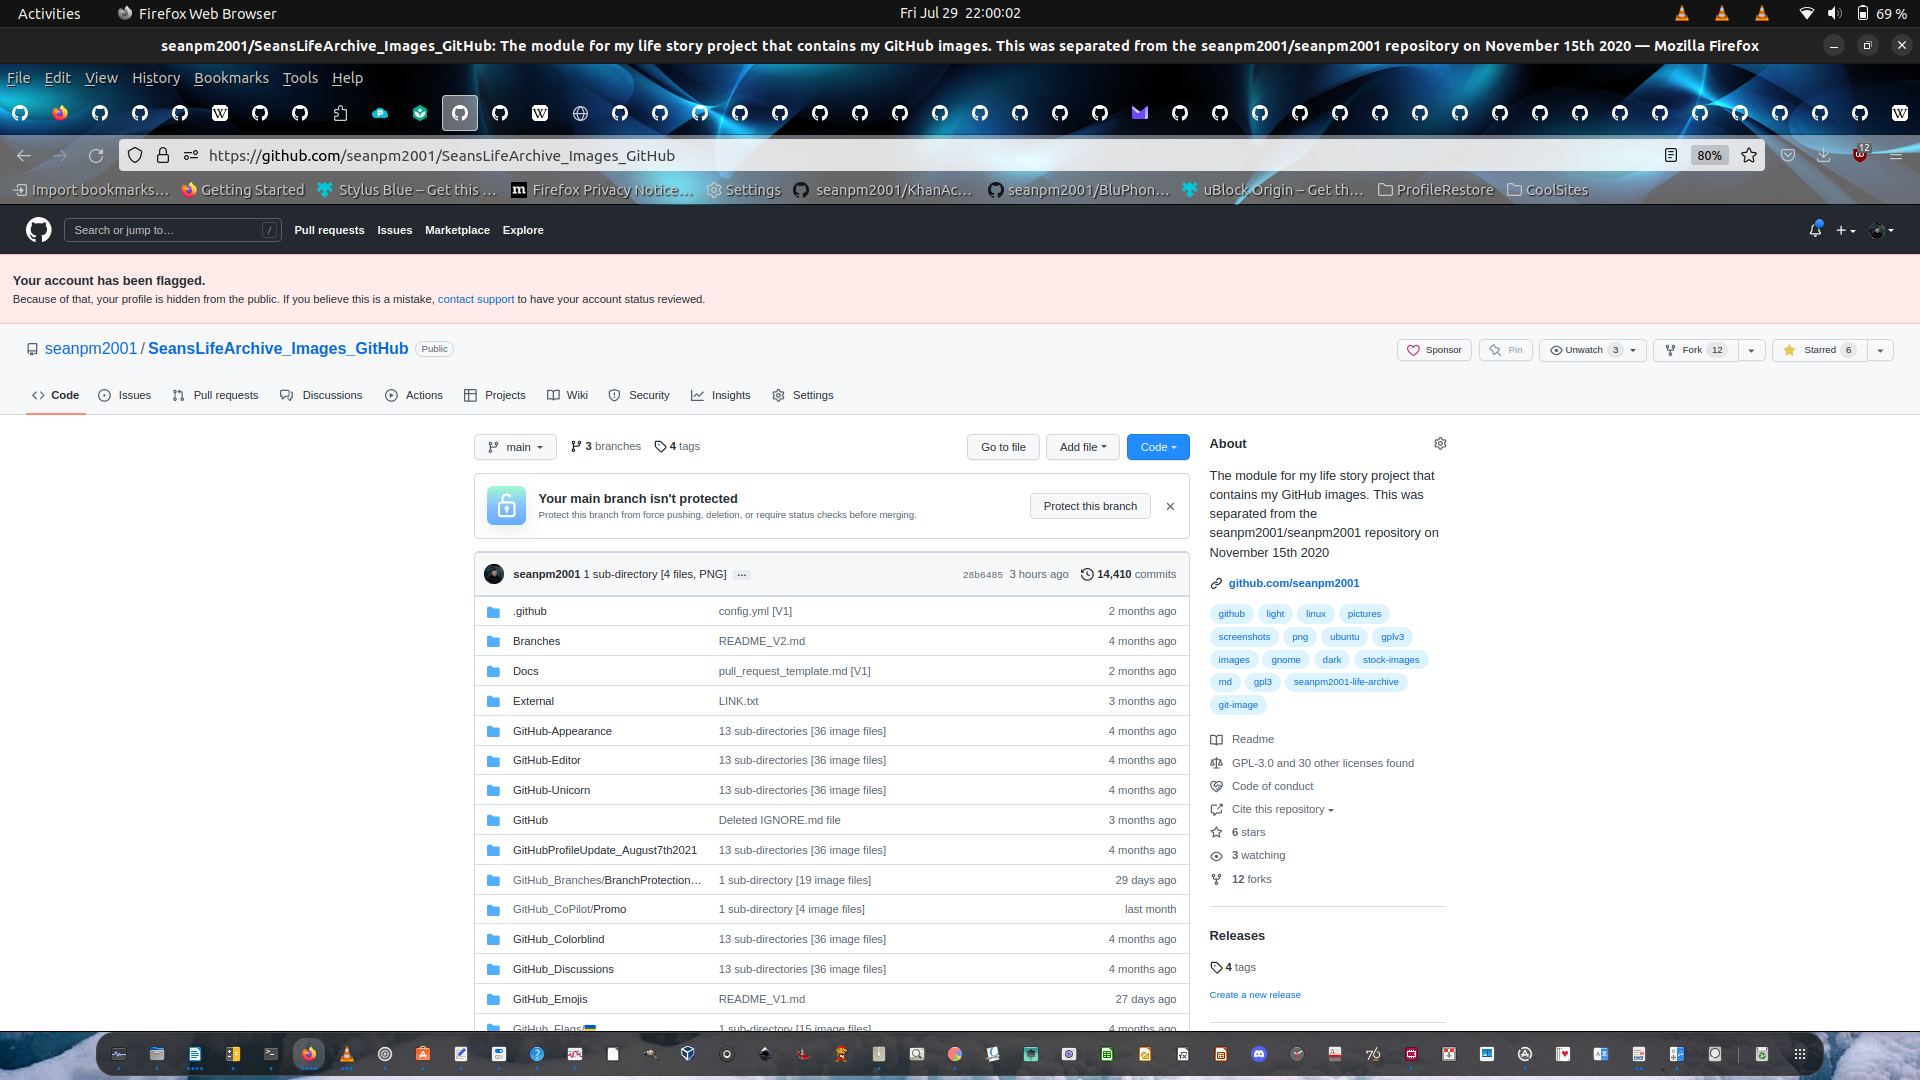 Activities
Firefox Web Browser
Fri Jul 29 22:00:02
69 %
seanpm2001/SeansLifeArchive_Images_GitHub: The module for my life story project that contains my GitHub images. This was separated from the seanpm2001/seanpm2001 repository on November 15th 2020 — Mozilla Firefox
File Edit View History Bookmarks Tools Help
https://github.com/seanpm2001/SeansLifeArchive_Images_GitHub
80%
12
Import bookmarks… Getting Started Stylus Blue – Get this … Firefox Privacy Notice… Settings seanpm2001/KhanAc… seanpm2001/BluPhon… uBlock Origin – Get th… ProfileRestore CoolSites
Search or jump to… /
Pull requests Issues Marketplace Explore
Your account has been flagged.
Because of that, your profile is hidden from the public. If you believe this is a mistake, contact support to have your account status reviewed.
seanpm2001 / SeansLifeArchive_Images_GitHub Public
Sponsor Pin Unwatch 3 Fork 12 Starred 6
Code Issues Pull requests Discussions Actions Projects Wiki Security Insights Settings
main 3 branches 4 tags
Go to file Add file Code
Your main branch isn't protected
Protect this branch from force pushing, deletion, or require status checks before merging.
Protect this branch
seanpm2001 1 sub-directory [4 files, PNG] … 28b6485 3 hours ago 14,410 commits
.github config.yml [V1] 2 months ago
Branches README_V2.md 4 months ago
Docs pull_request_template.md [V1] 2 months ago
External LINK.txt 3 months ago
GitHub-Appearance 13 sub-directories [36 image files] 4 months ago
GitHub-Editor 13 sub-directories [36 image files] 4 months ago
GitHub-Unicorn 13 sub-directories [36 image files] 4 months ago
GitHub Deleted IGNORE.md file 3 months ago
GitHubProfileUpdate_August7th2021 13 sub-directories [36 image files] 4 months ago
GitHub_Branches/BranchProtection… 1 sub-directory [19 image files] 29 days ago
GitHub_CoPilot/Promo 1 sub-directory [4 image files] last month
GitHub_Colorblind 13 sub-directories [36 image files] 4 months ago
GitHub_Discussions 13 sub-directories [36 image files] 4 months ago
GitHub_Emojis README_V1.md 27 days ago
GitHub_Flags/ 1 sub-directory [15 image files] 4 months ago
About
The module for my life story project that
contains my GitHub images. This was
separated from the
seanpm2001/seanpm2001 repository on
November 15th 2020
github.com/seanpm2001
github light linux pictures
screenshots png ubuntu gplv3
images gnome dark stock-images
md gpl3 seanpm2001-life-archive
git-image
Readme
GPL-3.0 and 30 other licenses found
Code of conduct
Cite this repository
6 stars
3 watching
12 forks
Releases
4 tags
Create a new release